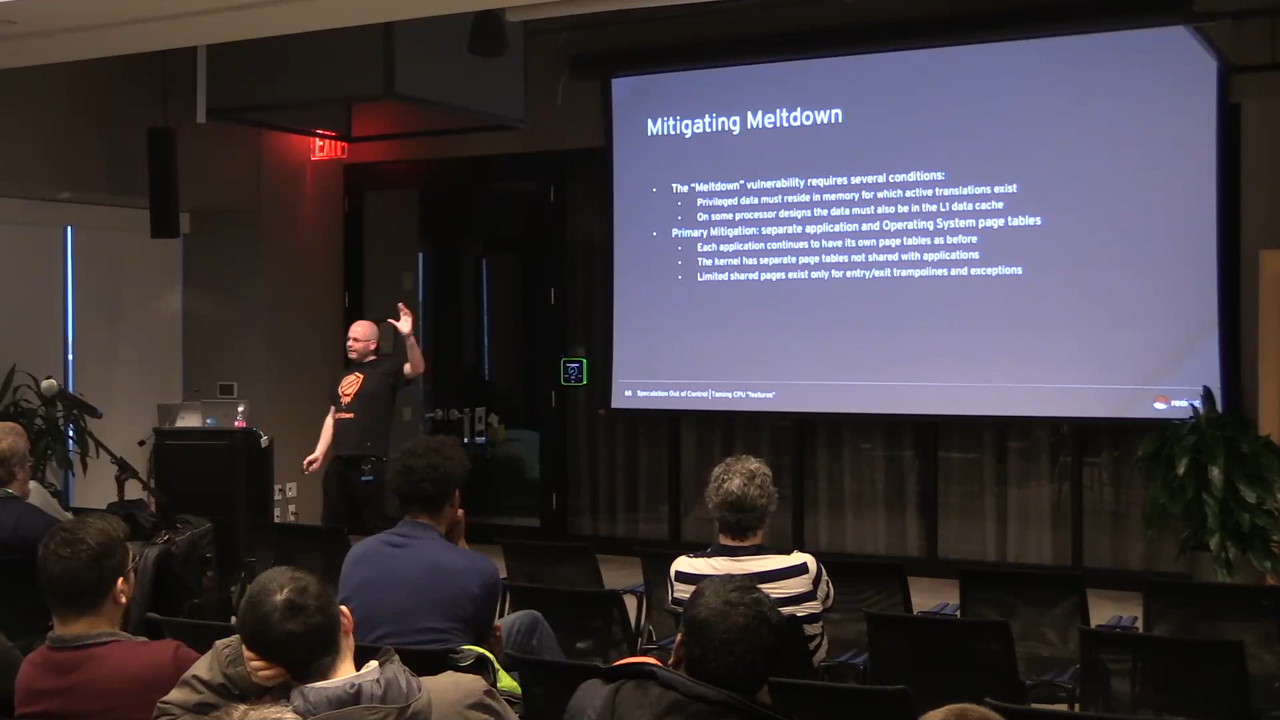 EXIT
Mitigating Meltdown
The “Meltdown” vulnerability requires several conditions:
Privileged data must reside in memory for which active translations exist
On some processor designs the data must also be in the L1 data cache
Primary Mitigation: separate application and Operating System page tables
Each application continues to have its own page tables as before
The kernel has separate page tables not shared with applications
Limited shared pages exist only for entry/exit trampolines and exceptions
Speculation Out of Control | Taming CPU "features"